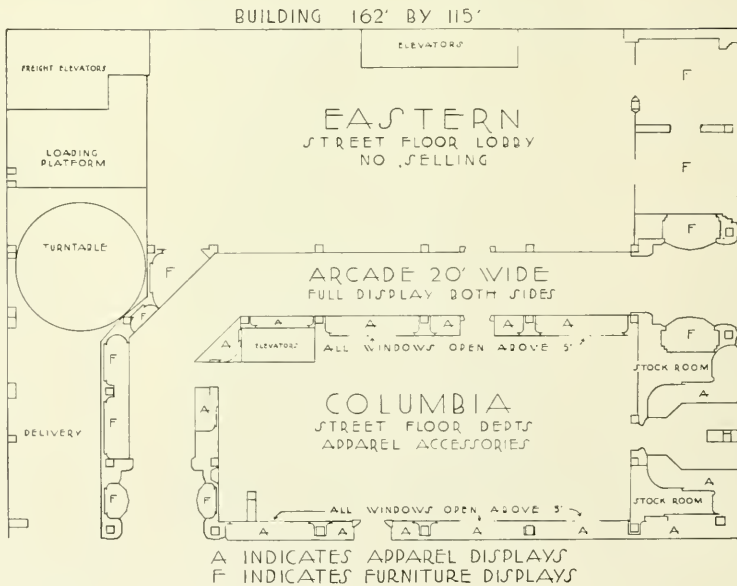 BUILDING 162' BY 115'
FREIGHT ELEVATORS
ELEVATORS
F
EASTERN
STREET FLOOR LOBBY
NO SELLING
LOADING
PLATFORM
F
F
TURNTABLE
F
ARCADE 20' WIDE
FULL DISPLAY BOTH SIDES
F
A
A
A
A
A
F
A
ELEVATORS
ALL WINDOWS OPEN ABOVE 5'
F
STOCK ROOM
A
COLUMBIA
STREET FLOOR DEPTS
APPAREL ACCESSORIES
A
F
DELIVERY
A
STOCK ROOM
F
F
ALL WINDOWS OPEN ABOVE 5'
A
A
A
A
A
A
A
A INDICATES APPAREL DISPLAYS
F INDICATES FURNITURE DISPLAYS